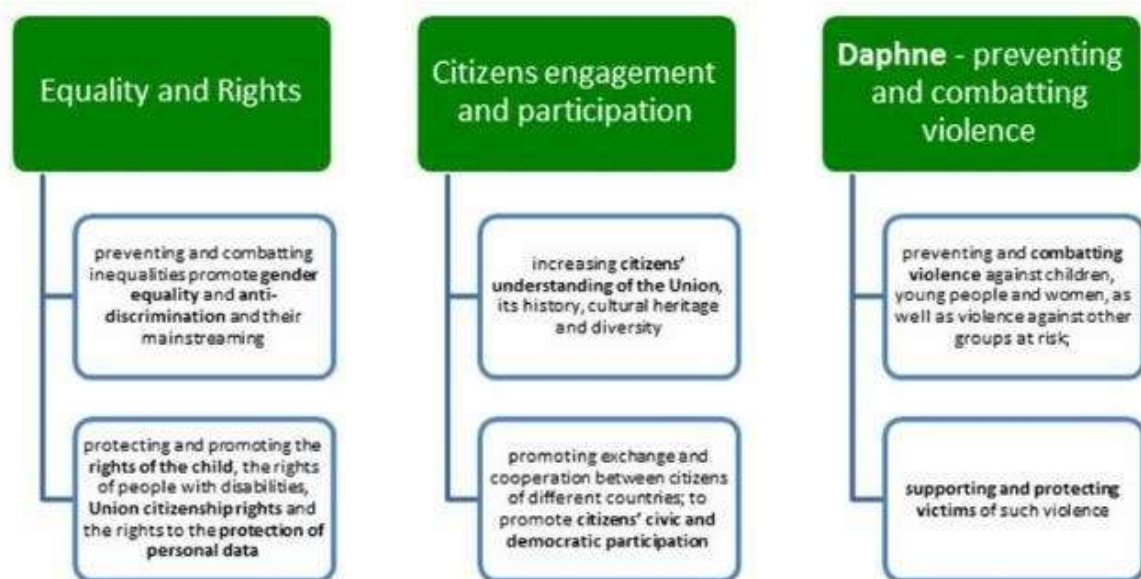 Equality and Rights
preventing and combatting
inequalities promote gender
equality and anti-
discrimination and their
mainstreaming
protecting and promoting the
rights of the child, the rights
of people with disabilities,
Union citizenship rights and
the rights to the protection of
personal data
Citizens engagement
and participation
increasing citizens'
understanding of the Union,
its history, cultural heritage
and diversity
promoting exchange and
cooperation between citizens
of different countries; to
promote citizens' civic and
democratic participation
Daphne - preventing
and combatting
violence
preventing and combatting
violence against children,
young people and women, as
well as violence against other
groups at risk;
supporting and protecting
victims of such violence